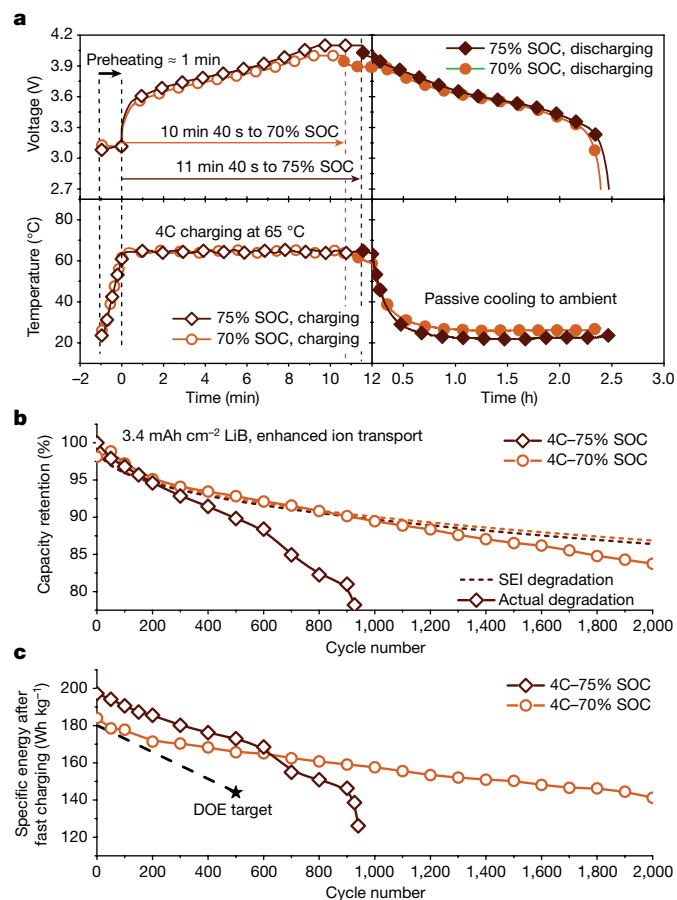 a
4.2
3.9
3.6
3.3
3.0
2.7
Voltage (V)
Preheating ≈ 1 min
10 min 40 s to 70% SOC
11 min 40 s to 75% SOC
75% SOC, discharging
70% SOC, discharging
80
60
40
20
Temperature (°C)
4C charging at 65 °C
75% SOC, charging
70% SOC, charging
Passive cooling to ambient
–2 0 2 4 6 8 10 12 0.5 1.0 1.5 2.0 2.5 3.0
Time (min) Time (h)
b
100
95
90
85
80
Capacity retention (%)
3.4 mAh cm⁻² LiB, enhanced ion transport
4C–75% SOC
4C–70% SOC
SEI degradation
Actual degradation
0 200 400 600 800 1,000 1,200 1,400 1,600 1,800 2,000
Cycle number
c
200
180
160
140
120
Specific energy after
fast charging (Wh kg⁻¹)
4C–75% SOC
4C–70% SOC
DOE target
0 200 400 600 800 1,000 1,200 1,400 1,600 1,800 2,000
Cycle number